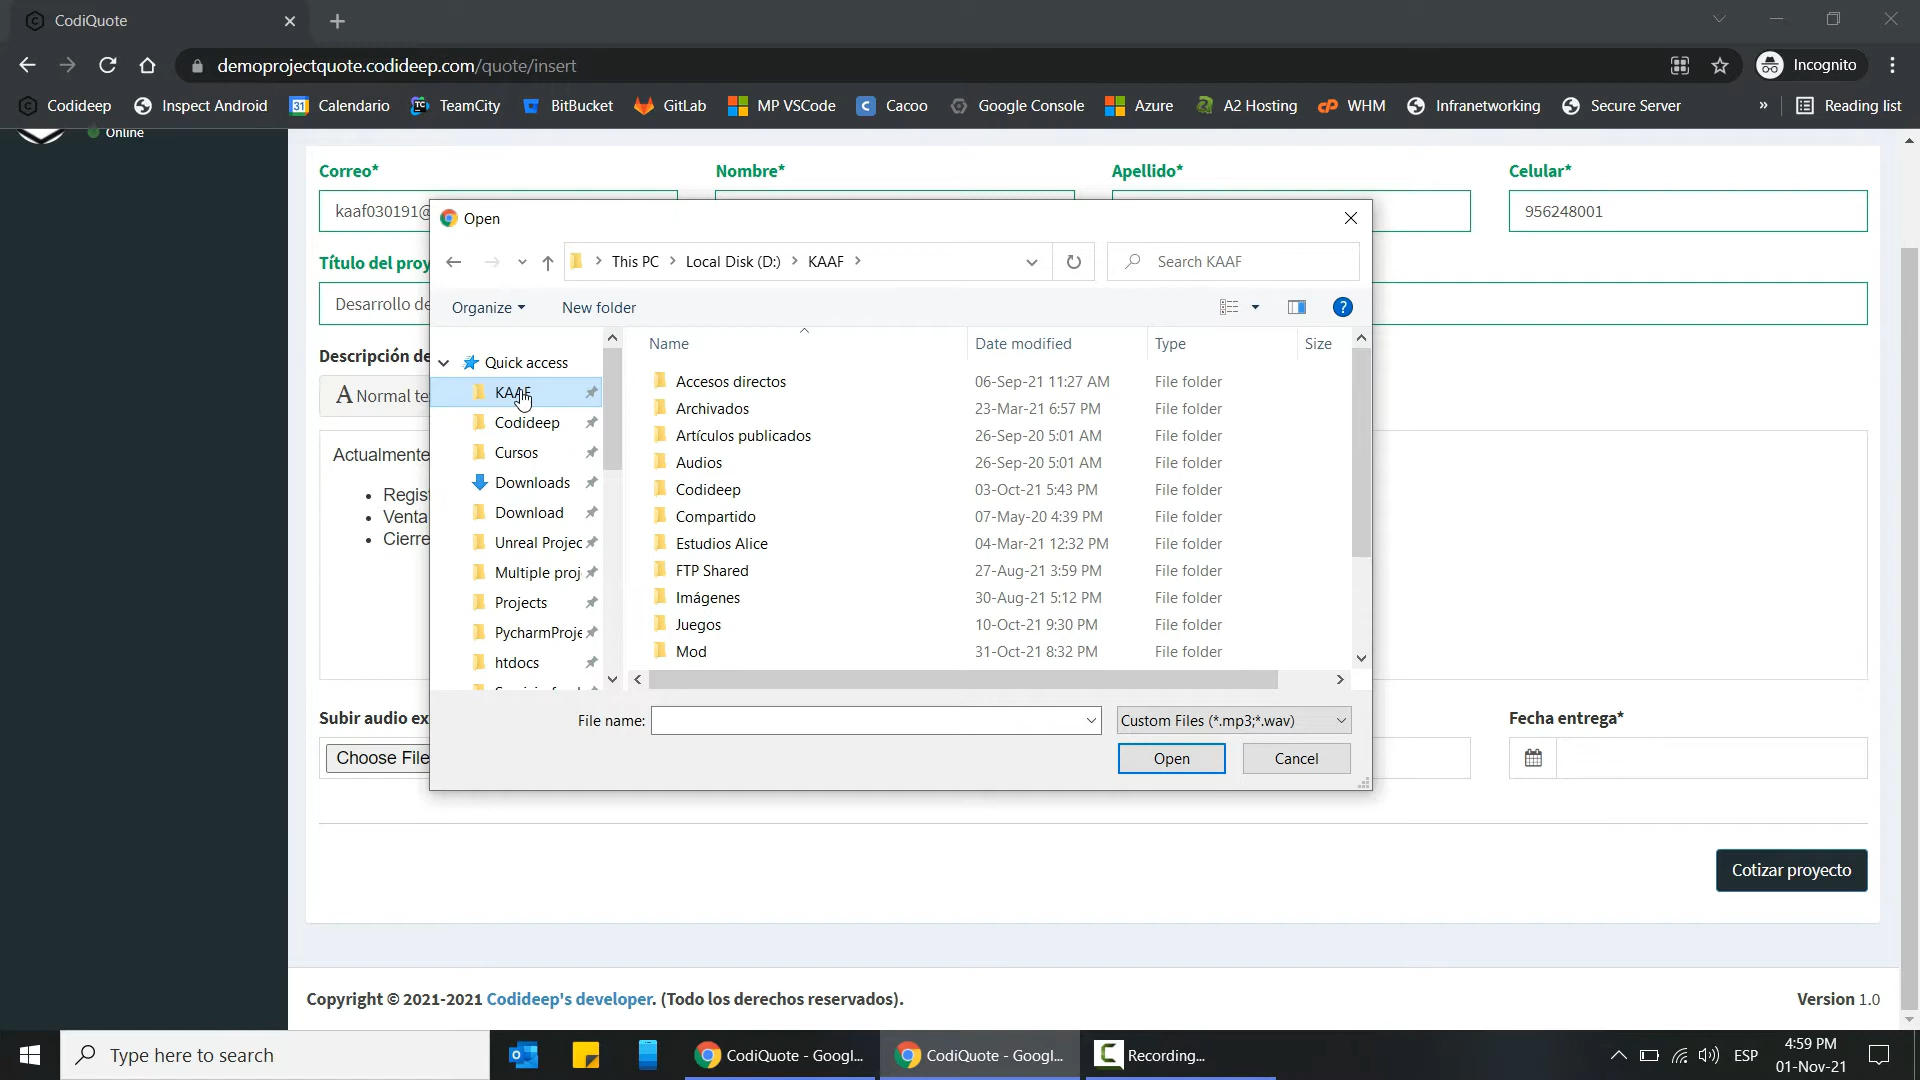 CodiQuote
demoprojectquote.codideep.com/quote/insert
Incognito
Codideep
Inspect Android
Calendario
TeamCity
BitBucket
GitLab
MP VSCode
Cacoo
Google Console
Azure
A2 Hosting
WHM
Infranetworking
Secure Server
»
Reading list
Online
Correo*
Nombre*
Apellido*
Celular*
kaaf030191@
956248001
Título del proy
Desarrollo de
Descripción de
A Normal te
Actualmente
• Regist
• Venta
• Cierre
Open
This PC > Local Disk (D:) > KAAF >
Search KAAF
Organize
New folder
Quick access
KAAF
Codideep
Cursos
Downloads
Download
Unreal Projec
Multiple proj
Projects
PycharmProje
htdocs
Name Date modified Type Size
Accesos directos 06-Sep-21 11:27 AM File folder
Archivados 23-Mar-21 6:57 PM File folder
Artículos publicados 26-Sep-20 5:01 AM File folder
Audios 26-Sep-20 5:01 AM File folder
Codideep 03-Oct-21 5:43 PM File folder
Compartido 07-May-20 4:39 PM File folder
Estudios Alice 04-Mar-21 12:32 PM File folder
FTP Shared 27-Aug-21 3:59 PM File folder
Imágenes 30-Aug-21 5:12 PM File folder
Juegos 10-Oct-21 9:30 PM File folder
Mod 31-Oct-21 8:32 PM File folder
File name:
Custom Files (*.mp3;*.wav)
Open
Cancel
Subir audio ex
Choose File
Fecha entrega*
Cotizar proyecto
Copyright © 2021-2021 Codideep's developer. (Todo los derechos reservados).
Version 1.0
Type here to search
CodiQuote - Googl...
CodiQuote - Googl...
Recording...
ESP
4:59 PM
01-Nov-21